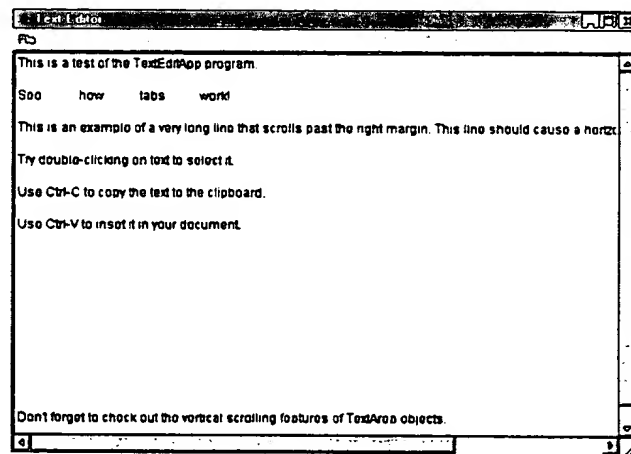 Text Editor
This is a test of the TextEditApp program.
See how tabs work!
This is an example of a very long line that scrolls past the right margin. This line should cause a horizo
Try double-clicking on text to select it.
Use Ctrl-C to copy the text to the clipboard.
Use Ctrl-V to inset it in your document.
Don't forget to check out the vertical scrolling features of TextArea objects.